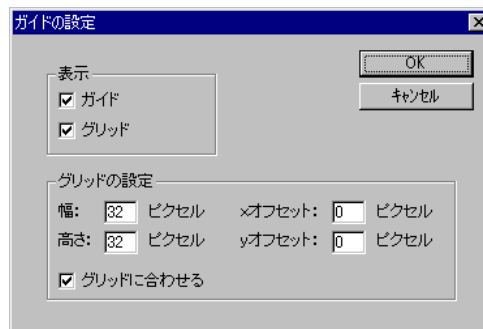 ガイドの設定
表示
ガイド
グリッド
OK
キャンセル
グリッドの設定
幅: 32 ピクセル xオフセット: 0 ピクセル
高さ: 32 ピクセル yオフセット: 0 ピクセル
グリッドに合わせる